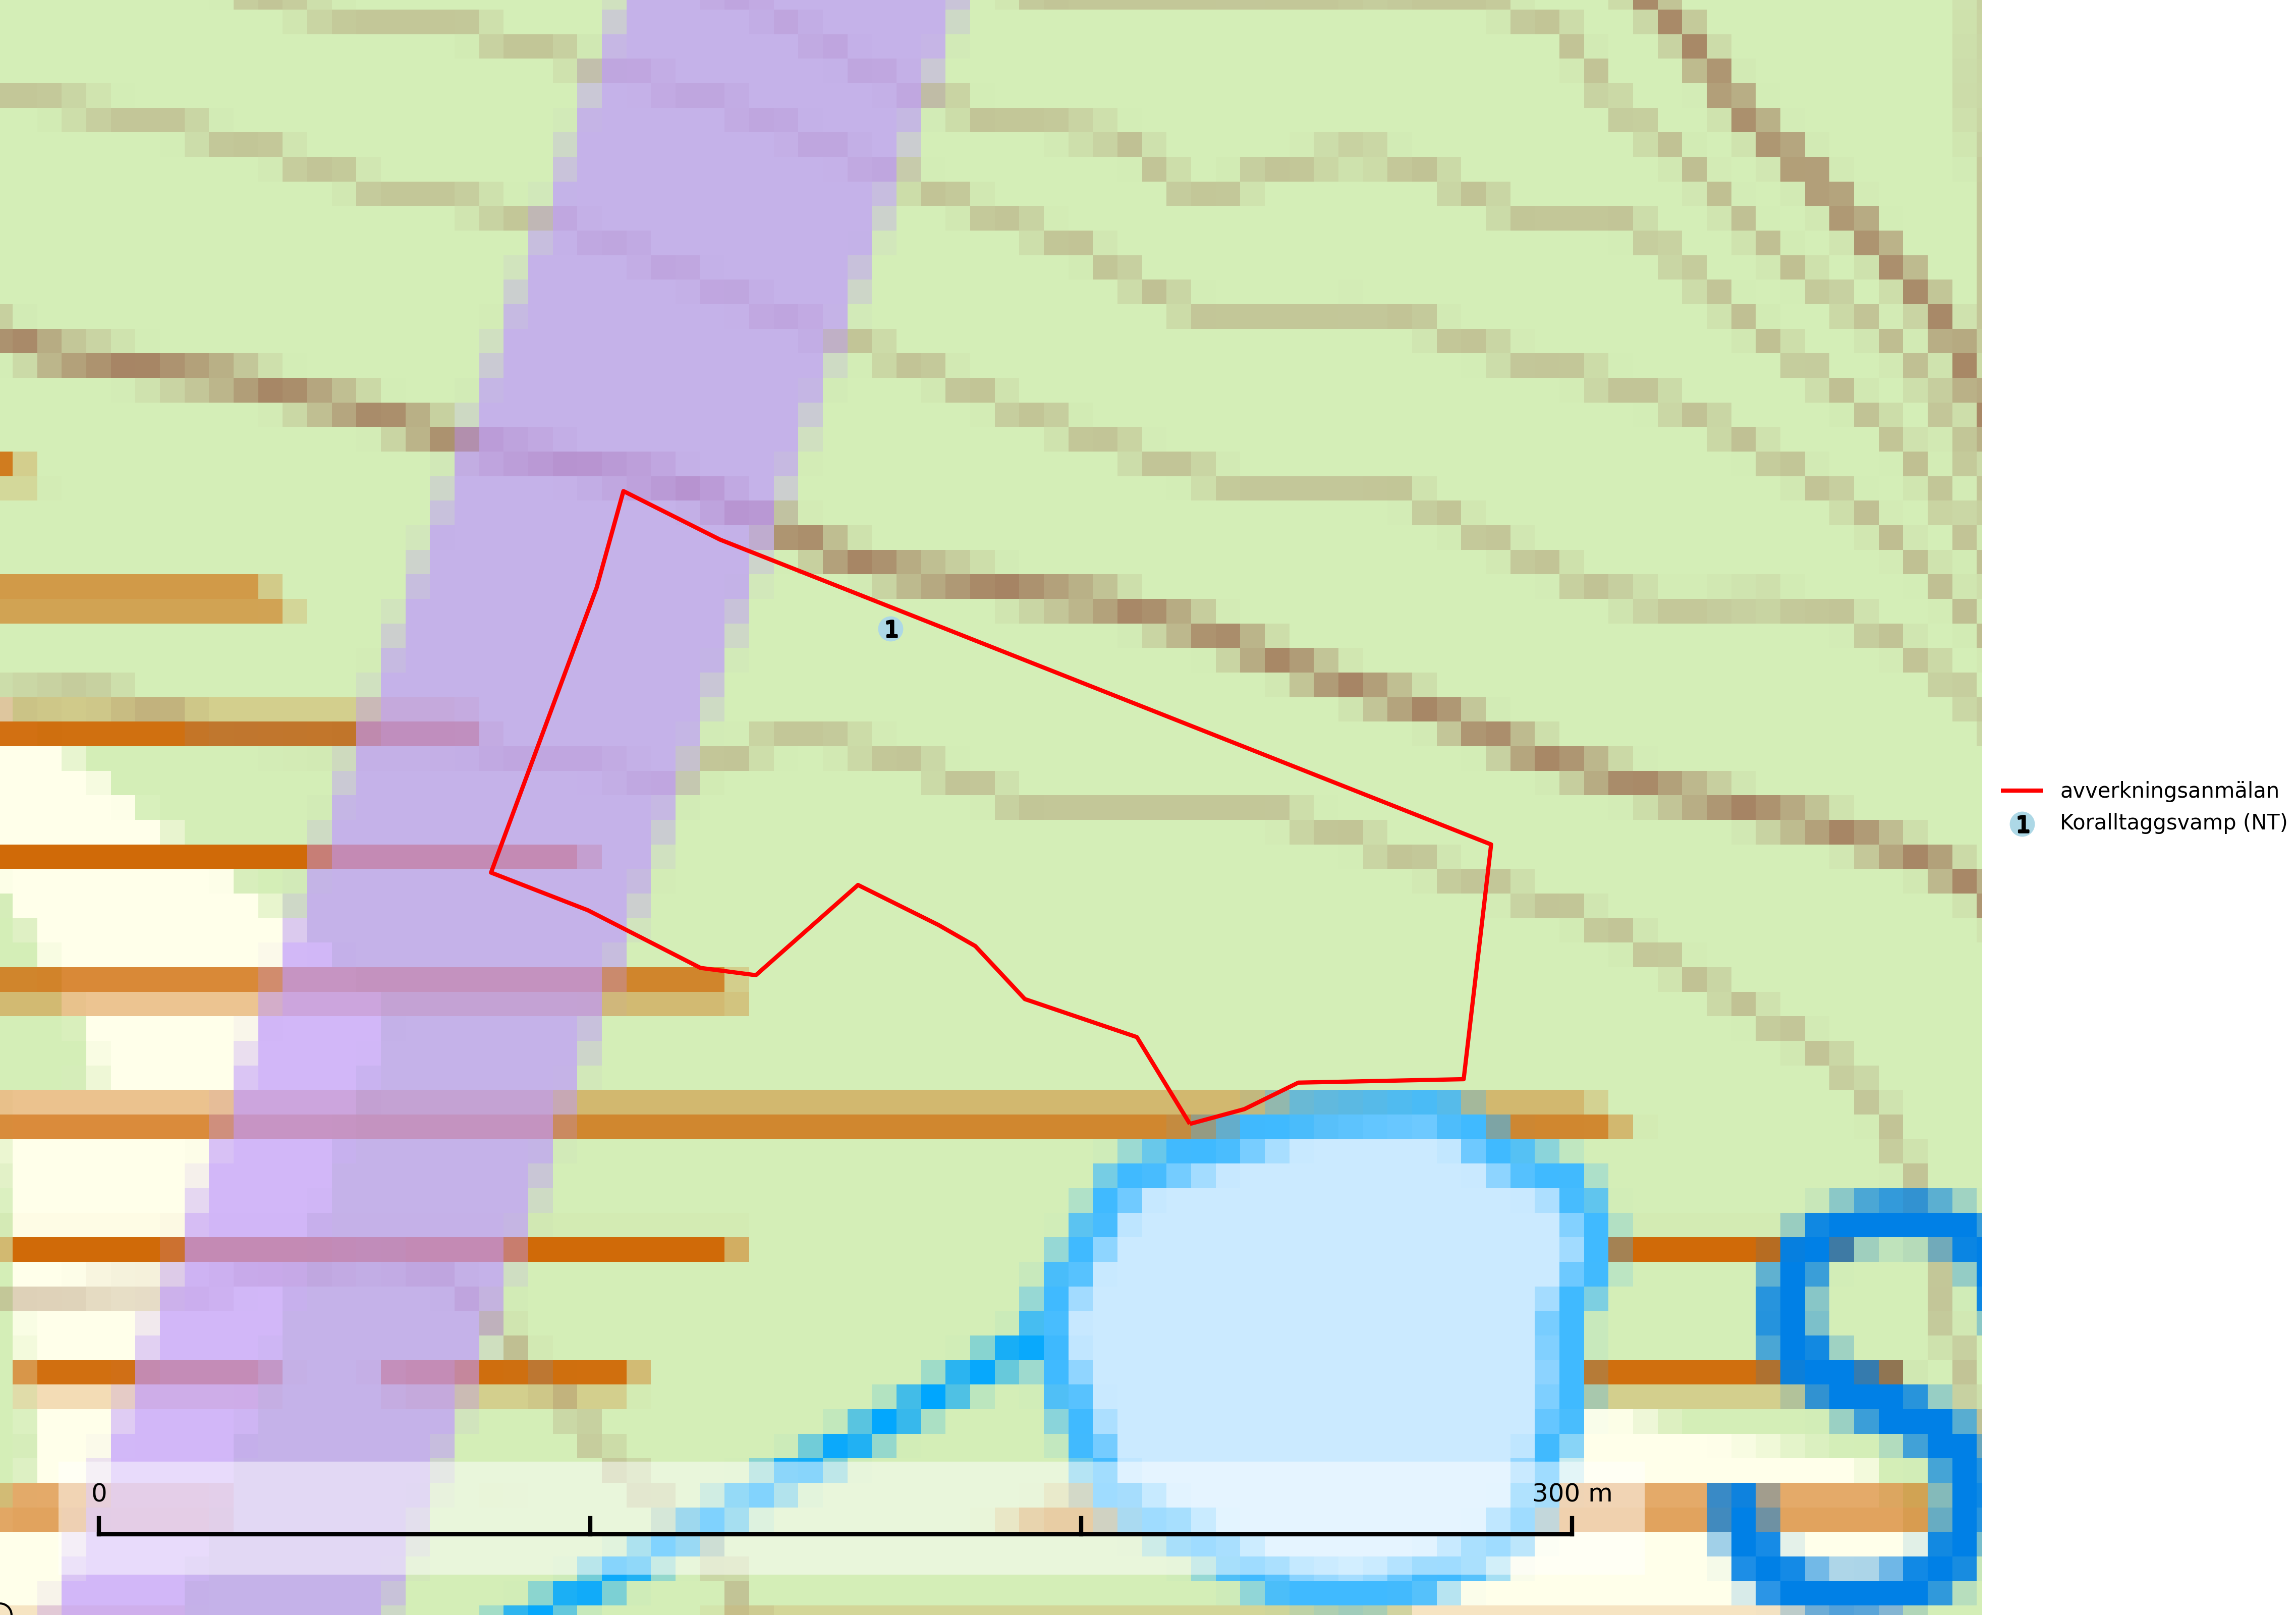 1
avverkningsanmälan
1 Koralltaggsvamp (NT)
0 300 m